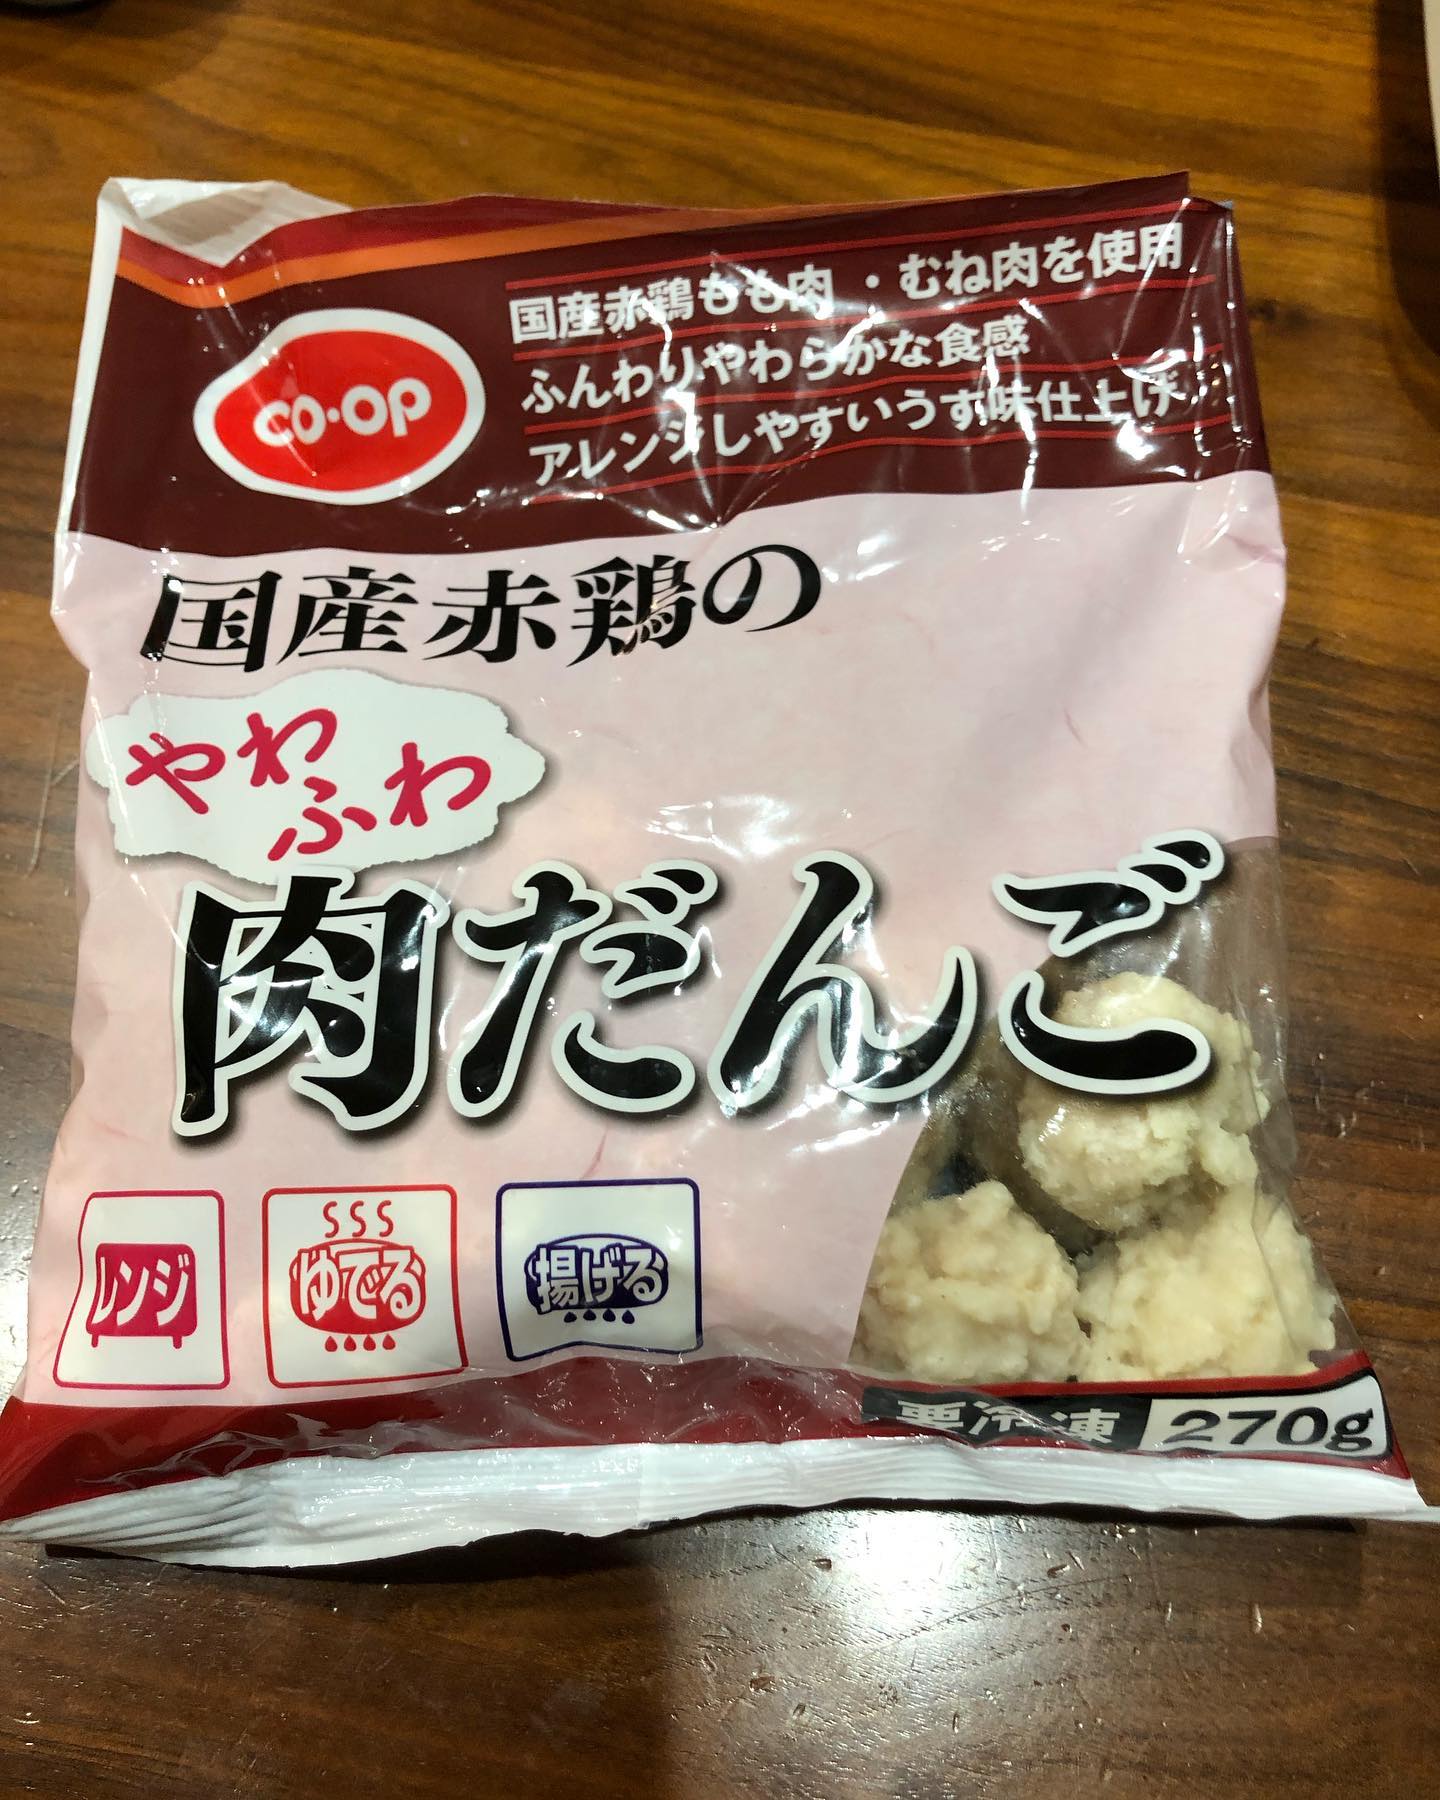 co・op
国産赤鶏もも肉・むね肉を使用
ふんわりやわらかな食感
アレンジしやすいうす味仕上げ
国産赤鶏の
やわふわ
肉だんご
レンジ
ゆでる
揚げる
要冷凍 270g